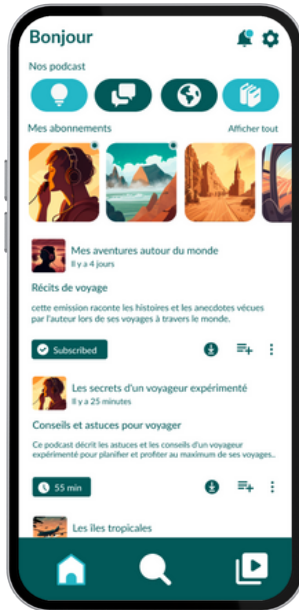 Bonjour
Nos podcast
Mes abonnements Afficher tout
Mes aventures autour du monde
Il y a 4 jours
Récits de voyage
cette emission raconte les histoires et les anecdotes vécues
par l'auteur lors de ses voyages à travers le monde.
Subscribed
Les secrets d'un voyageur expérimenté
Il y a 25 minutes
Conseils et astuces pour voyager
Ce podcast décrit les astuces et les conseils d'un voyageur
expérimenté pour planifier et profiter au maximum de ses voyages..
55 min
Les îles tropicales